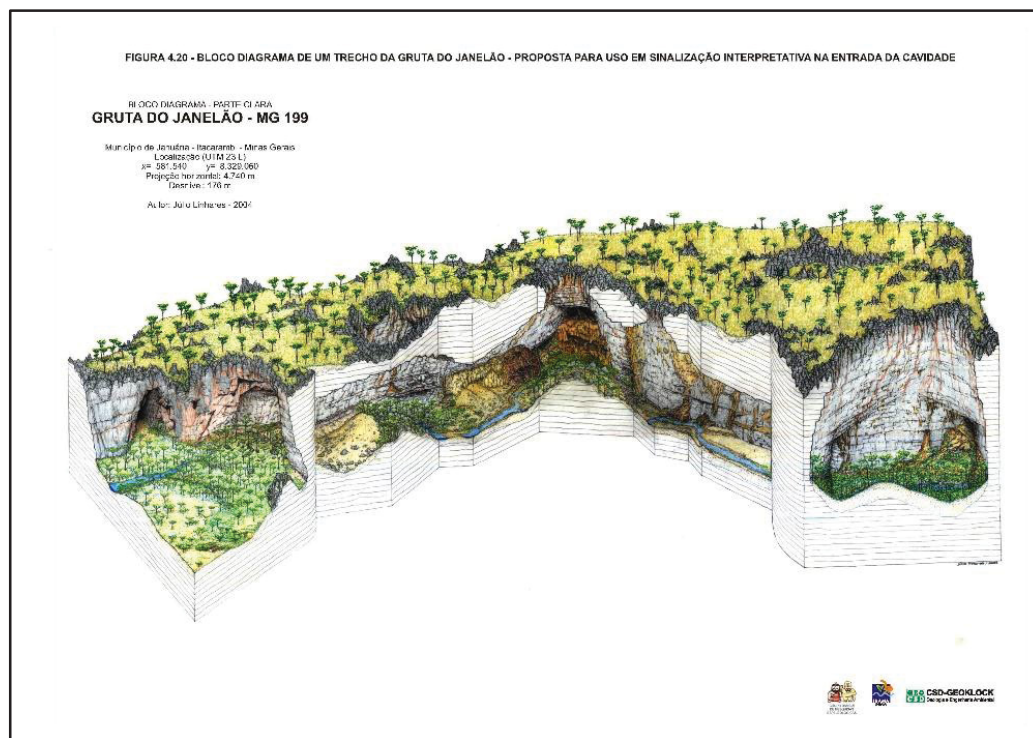 FIGURA 4.20 - BLOCO DIAGRAMA DE UM TRECHO DA GRUTA DO JANELÃO - PROPOSTA PARA USO EM SINALIZAÇÃO INTERPRETATIVA NA ENTRADA DA CAVIDADE
BLOCO DIAGRAMA - PARTE CLARA
GRUTA DO JANELÃO - MG 199
Município de Januária - Itacarambi - Minas Gerais
Localização (UTM 23 L)
x= 581.540 y= 8.329.060
Projeção horizontal: 4.740 m
Desnível: 176 m
Autor: Júlio Linhares - 2004
CSD-GEOKLOCK
Geologia e Engenharia Ambiental